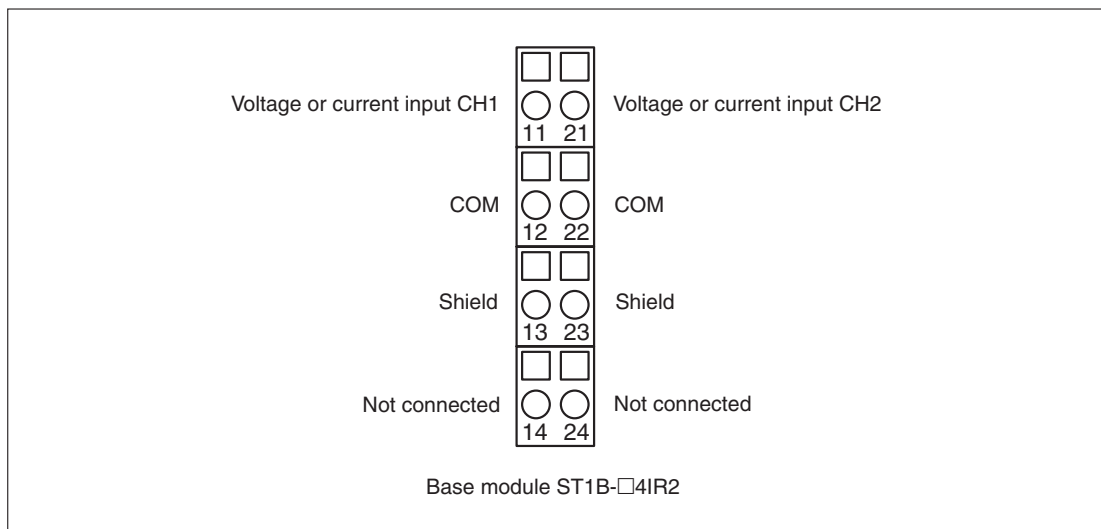 Voltage or current input CH1 Voltage or current input CH2
11 21
COM COM
12 22
Shield Shield
13 23
Not connected Not connected
14 24
Base module ST1B-□4IR2